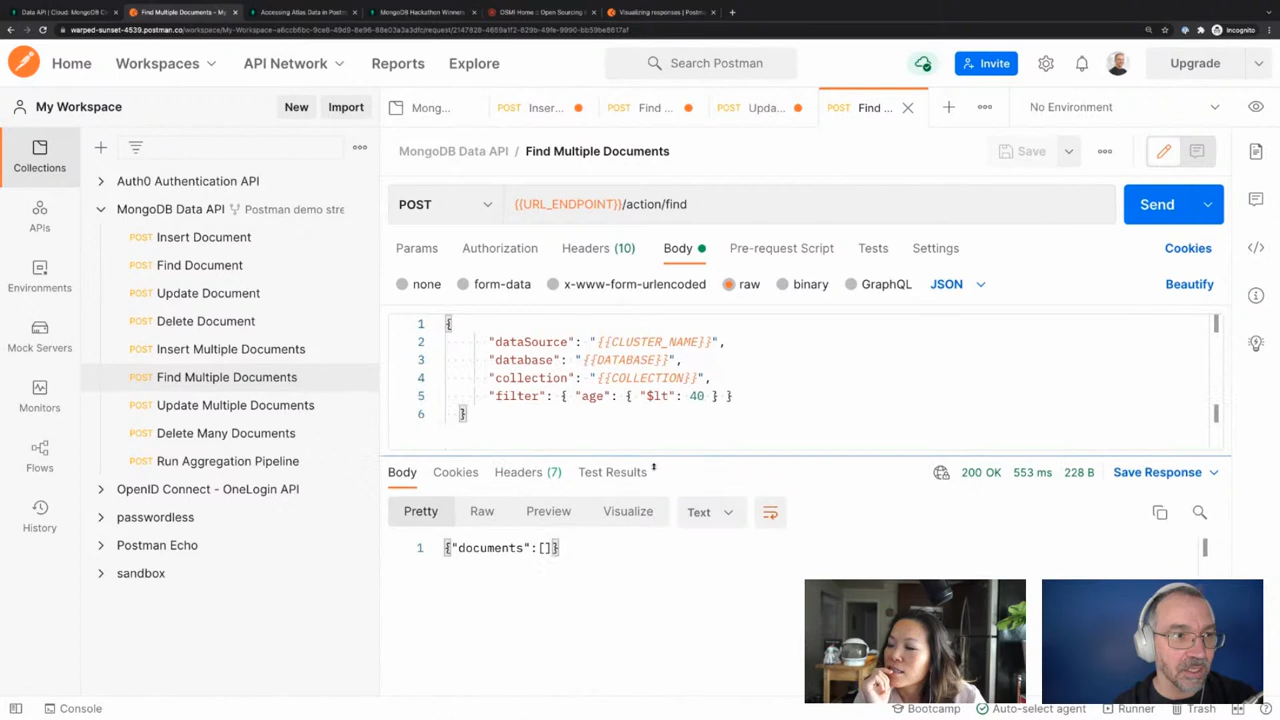 Data API | Cloud: MongoDB C
Find Multiple Documents - My
Accessing Atlas Data in Postm
MongoDB Hackathon Winners
OSMI Home :: Open Sourcing
Visualizing responses | Postm
Incognito
Home
Workspaces
API Network
Reports
Explore
Search Postman
Invite
Upgrade
My Workspace
New
Import
Mong...
POST Inser...
POST Find ...
POST Upda...
POST Find ...
No Environment
Collections
APIs
Environments
Mock Servers
Monitors
Flows
History
Auth0 Authentication API
MongoDB Data API Postman demo stre
POST Insert Document
POST Find Document
POST Update Document
POST Delete Document
POST Insert Multiple Documents
POST Find Multiple Documents
POST Update Multiple Documents
POST Delete Many Documents
POST Run Aggregation Pipeline
OpenID Connect - OneLogin API
passwordless
Postman Echo
sandbox
MongoDB Data API / Find Multiple Documents
Save
POST
{{URL_ENDPOINT}}/action/find
Send
Params
Authorization
Headers (10)
Body
Pre-request Script
Tests
Settings
Cookies
none
form-data
x-www-form-urlencoded
raw
binary
GraphQL
JSON
Beautify
1 {
2 "dataSource": "{{CLUSTER_NAME}}",
3 "database": "{{DATABASE}}",
4 "collection": "{{COLLECTION}}",
5 "filter": { "age": { "$lt": 40 } }
6 }
Body
Cookies
Headers (7)
Test Results
200 OK
553 ms
228 B
Save Response
Pretty
Raw
Preview
Visualize
Text
1 {"documents":[]}
Console
Bootcamp
Auto-select agent
Runner
Trash